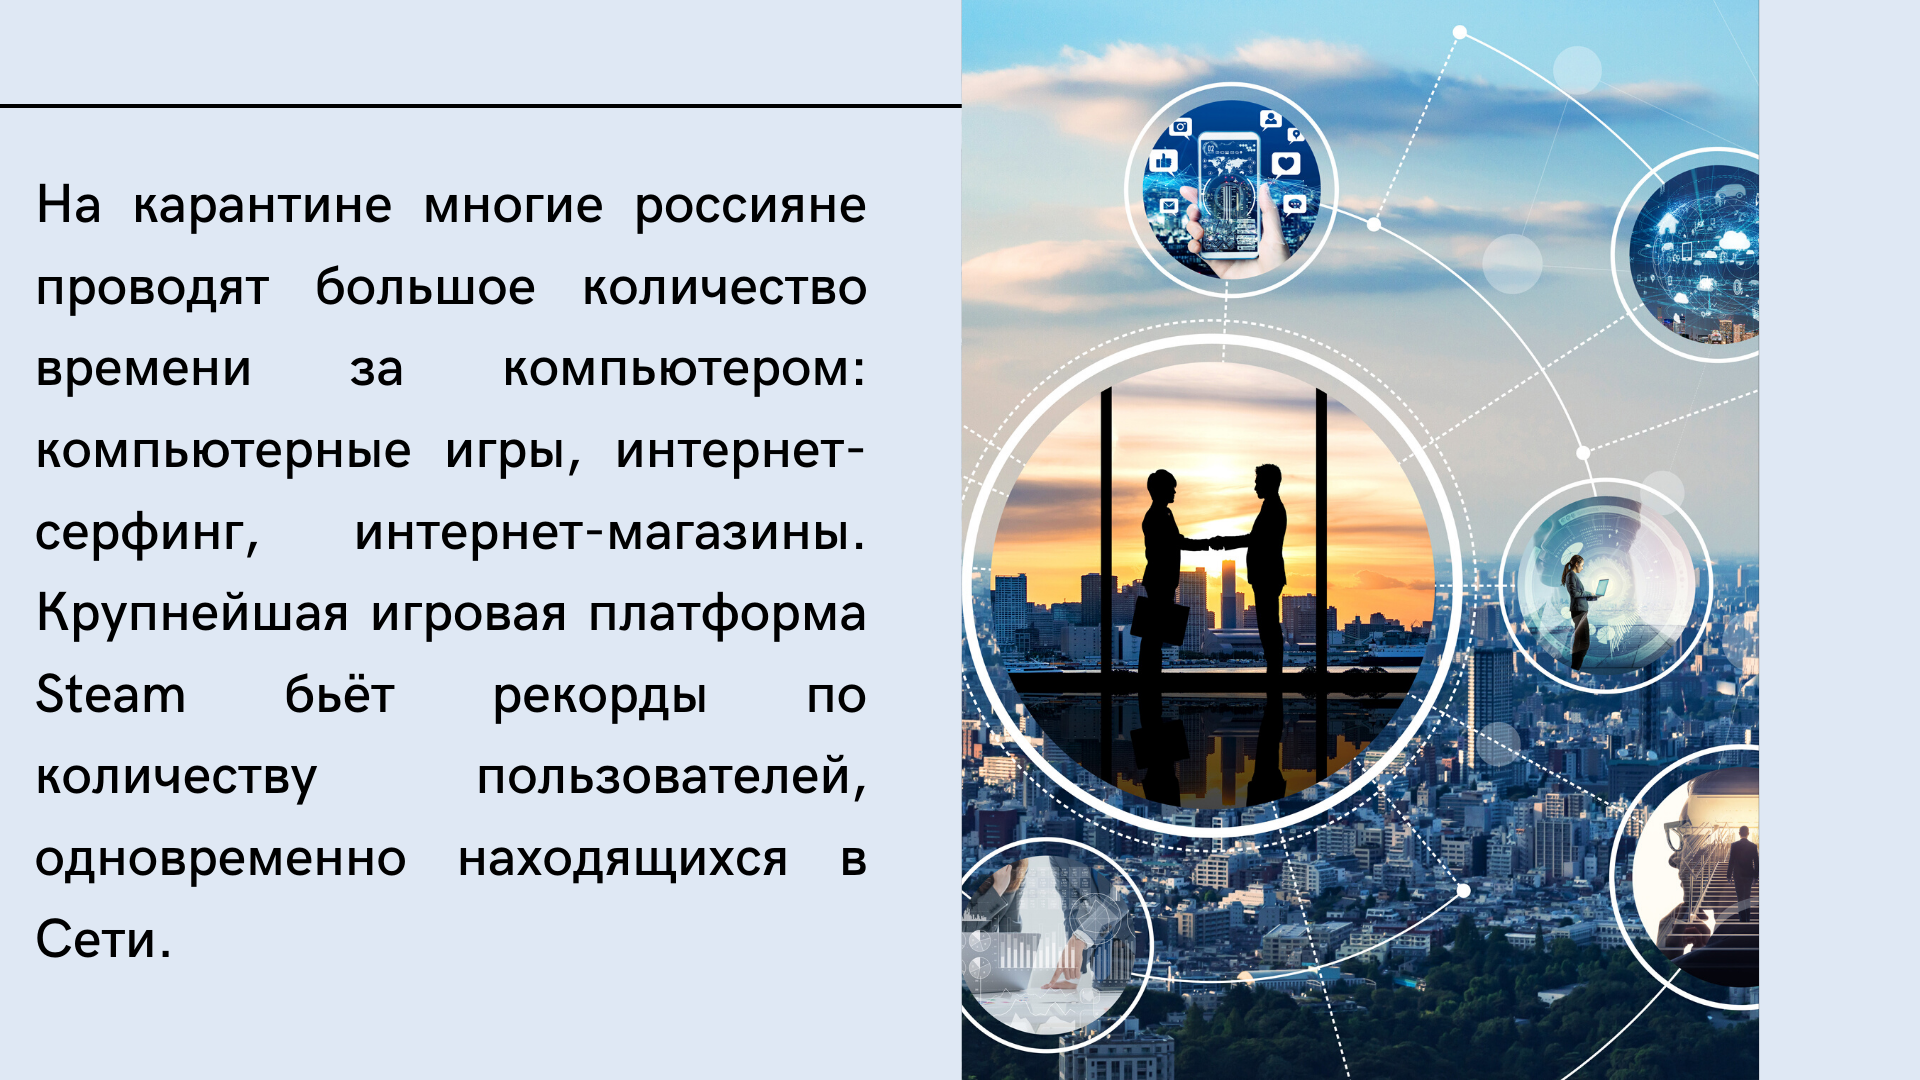 На карантине многие россияне
проводят большое количество
времени за компьютером:
компьютерные игры, интернет-
серфинг, интернет-магазины.
Крупнейшая игровая платформа
Steam бьёт рекорды по
количеству пользователей,
одновременно находящихся в
Сети.